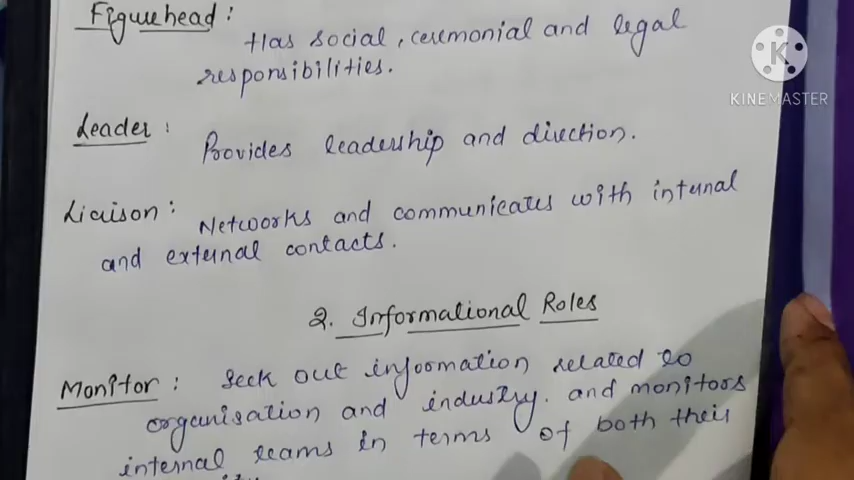 Figurehead:
Has social, ceremonial and legal
responsibilities.
Leader:
Provides leadership and direction.
Liaison:
Networks and communicates with internal
and external contacts.
2. Informational Roles
Monitor: Seek out information related to
organisation and industry. and monitors
internal teams in terms of both their
K
KINEMASTER